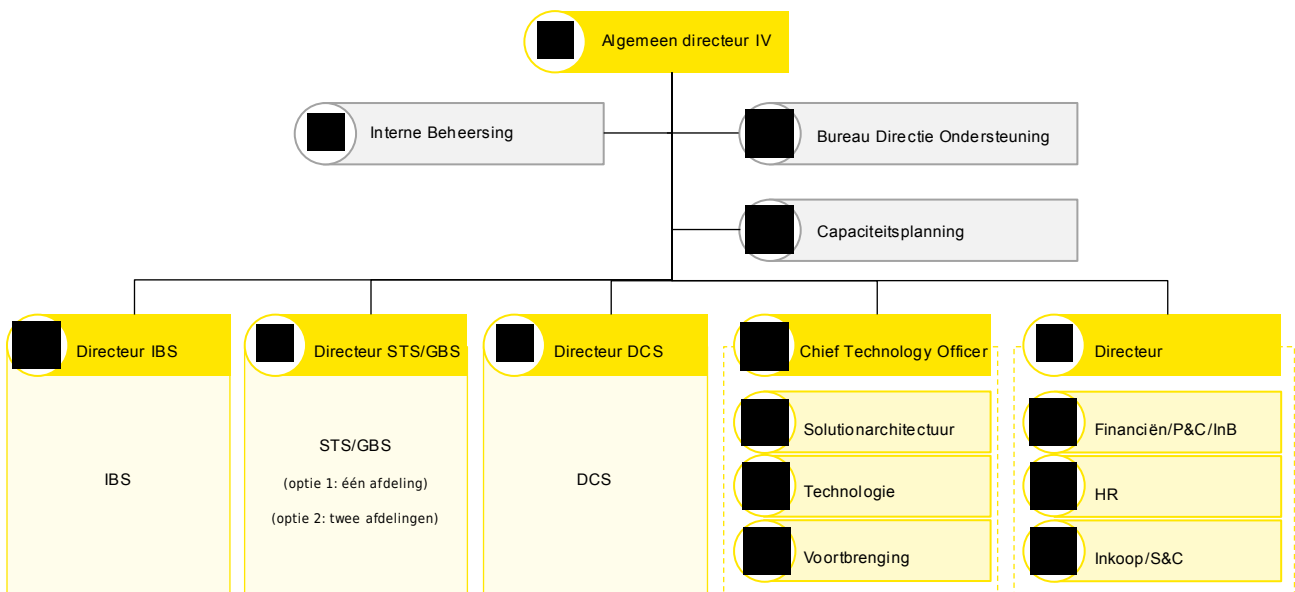 Algemeen directeur IV
Interne Beheersing
Bureau Directie Ondersteuning
Capaciteitsplanning
Directeur IBS
Directeur STS/GBS
Directeur DCS
Chief Technology Officer
Directeur
IBS
STS/GBS
(optie 1: één afdeling)
(optie 2: twee afdelingen)
DCS
Solutionarchitectuur
Technologie
Voortbrenging
Financiën/P&C/InB
HR
Inkoop/S&C